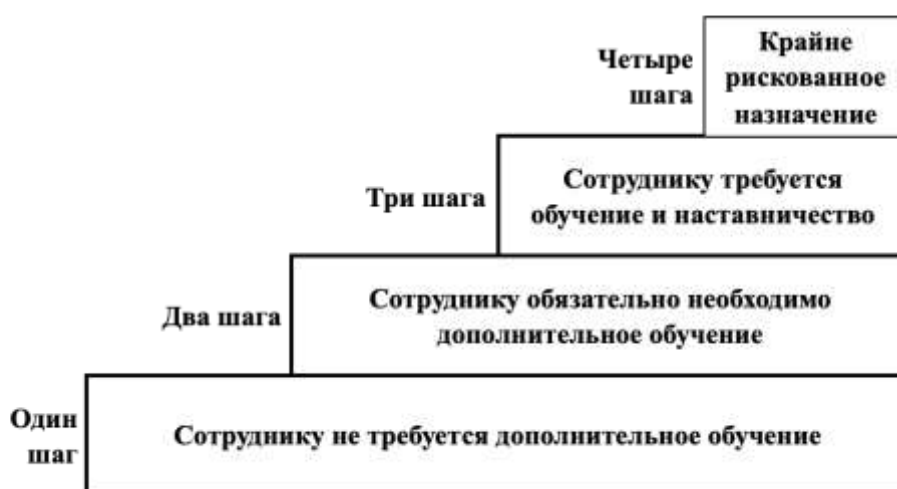 Четыре
шага
Крайне
рискованное
назначение
Три шага
Сотруднику требуется
обучение и наставничество
Два шага
Сотруднику обязательно необходимо
дополнительное обучение
Один
шаг
Сотруднику не требуется дополнительное обучение